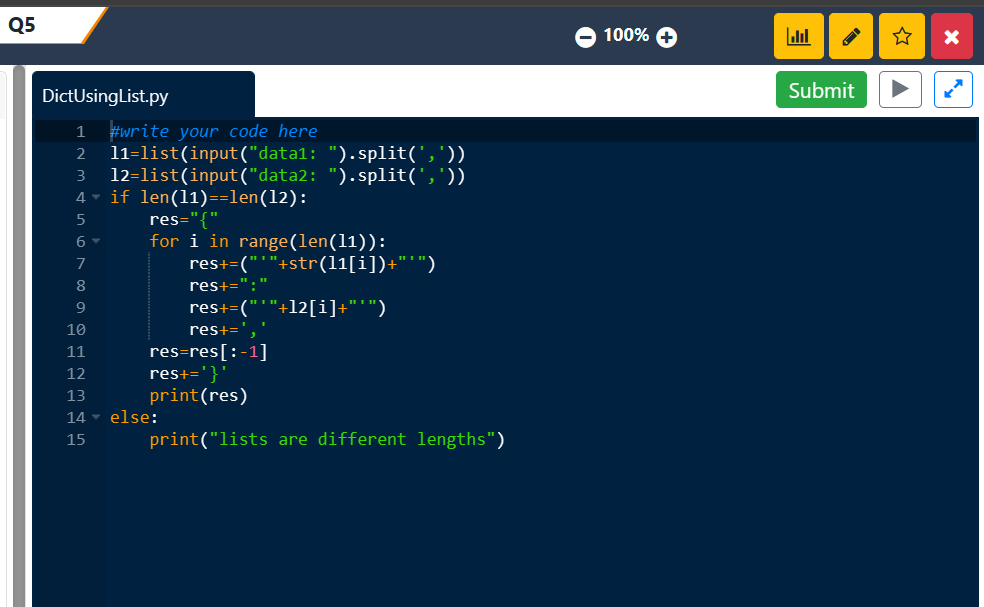 Q5
100%
DictUsingList.py
Submit
1 #write your code here
2 l1=list(input("data1: ").split(','))
3 l2=list(input("data2: ").split(','))
4 if len(l1)==len(l2):
5     res="{"
6     for i in range(len(l1)):
7         res+=("'"+str(l1[i])+"'")
8         res+=":"
9         res+=("'"+l2[i]+"'")
10         res+=','
11     res=res[:-1]
12     res+='}'
13     print(res)
14 else:
15     print("lists are different lengths")